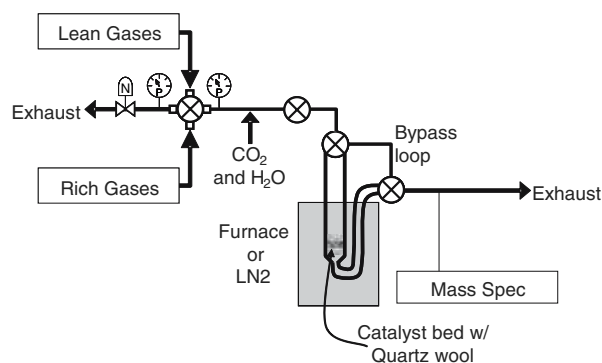 Lean Gases
N
P
P
Exhaust
CO2
and H2O
Rich Gases
Bypass
loop
Exhaust
Furnace
or
LN2
Mass Spec
Catalyst bed w/
Quartz wool